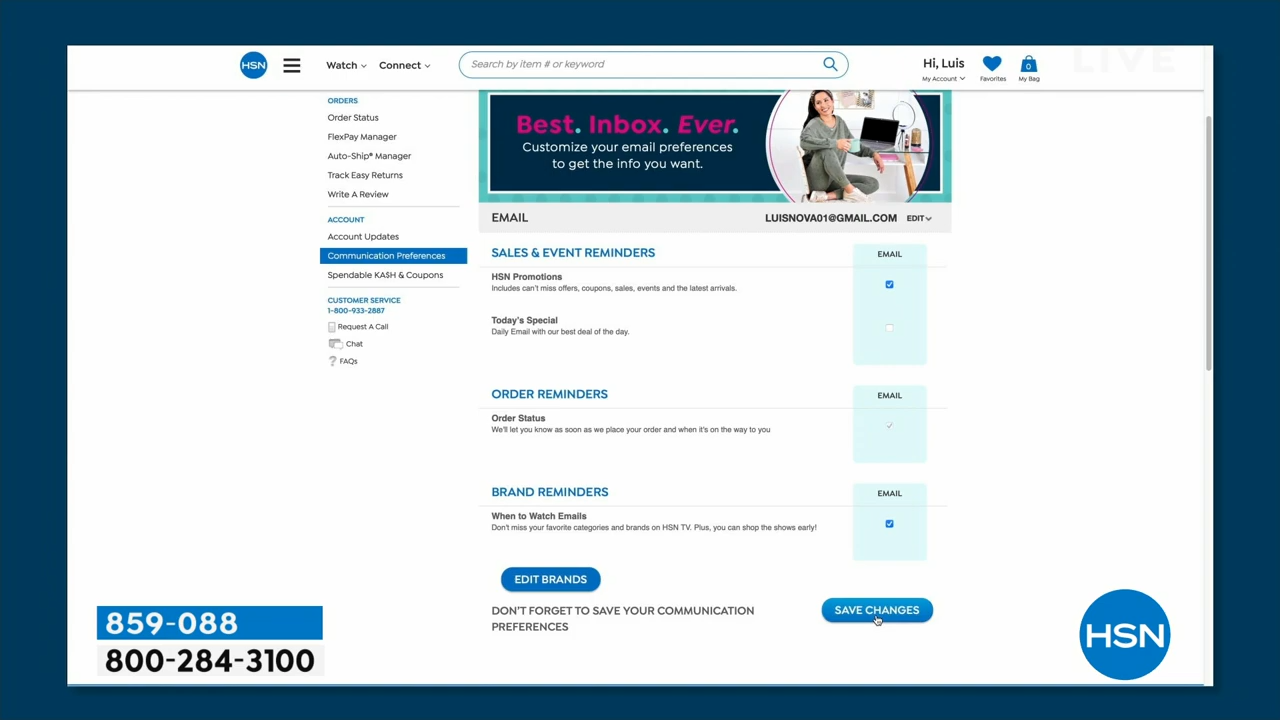 LIVE
HSN
Watch
Connect
Search by item # or keyword
Hi, Luis
My Account
Favorites
0
My Bag
ORDERS
Order Status
FlexPay Manager
Auto-Ship® Manager
Track Easy Returns
Write A Review
ACCOUNT
Account Updates
Communication Preferences
Spendable KA$H & Coupons
CUSTOMER SERVICE
1-800-933-2887
Request A Call
Chat
? FAQs
Best. Inbox. Ever.
Customize your email preferences
to get the info you want.
EMAIL
LUISNOVA01@GMAIL.COM EDIT
SALES & EVENT REMINDERS
EMAIL
HSN Promotions
Includes can't miss offers, coupons, sales, events and the latest arrivals.
Today's Special
Daily Email with our best deal of the day.
ORDER REMINDERS
EMAIL
Order Status
We'll let you know as soon as we place your order and when it's on the way to you
BRAND REMINDERS
EMAIL
When to Watch Emails
Don't miss your favorite categories and brands on HSN TV. Plus, you can shop the shows early!
EDIT BRANDS
DON'T FORGET TO SAVE YOUR COMMUNICATION
PREFERENCES
SAVE CHANGES
859-088
800-284-3100
HSN